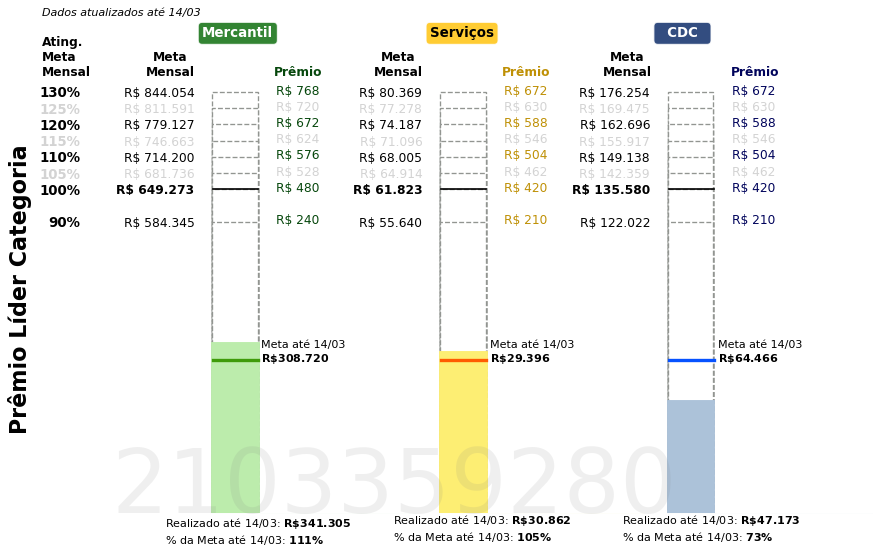 Dados atualizados até 14/03
Mercantil
Serviços
CDC
Ating.
Meta
Mensal
Meta
Mensal
Prêmio
Meta
Mensal
Prêmio
Meta
Mensal
Prêmio
130% R$ 844.054 R$ 768 R$ 80.369 R$ 672 R$ 176.254 R$ 672
125% R$ 811.591 R$ 720 R$ 77.278 R$ 630 R$ 169.475 R$ 630
120% R$ 779.127 R$ 672 R$ 74.187 R$ 588 R$ 162.696 R$ 588
115% R$ 746.663 R$ 624 R$ 71.096 R$ 546 R$ 155.917 R$ 546
110% R$ 714.200 R$ 576 R$ 68.005 R$ 504 R$ 149.138 R$ 504
105% R$ 681.736 R$ 528 R$ 64.914 R$ 462 R$ 142.359 R$ 462
100% R$ 649.273 R$ 480 R$ 61.823 R$ 420 R$ 135.580 R$ 420
90% R$ 584.345 R$ 240 R$ 55.640 R$ 210 R$ 122.022 R$ 210
Prêmio Líder Categoria
Meta até 14/03
R$308.720
Meta até 14/03
R$29.396
Meta até 14/03
R$64.466
2103359280
Realizado até 14/03: R$341.305
% da Meta até 14/03: 111%
Realizado até 14/03: R$30.862
% da Meta até 14/03: 105%
Realizado até 14/03: R$47.173
% da Meta até 14/03: 73%